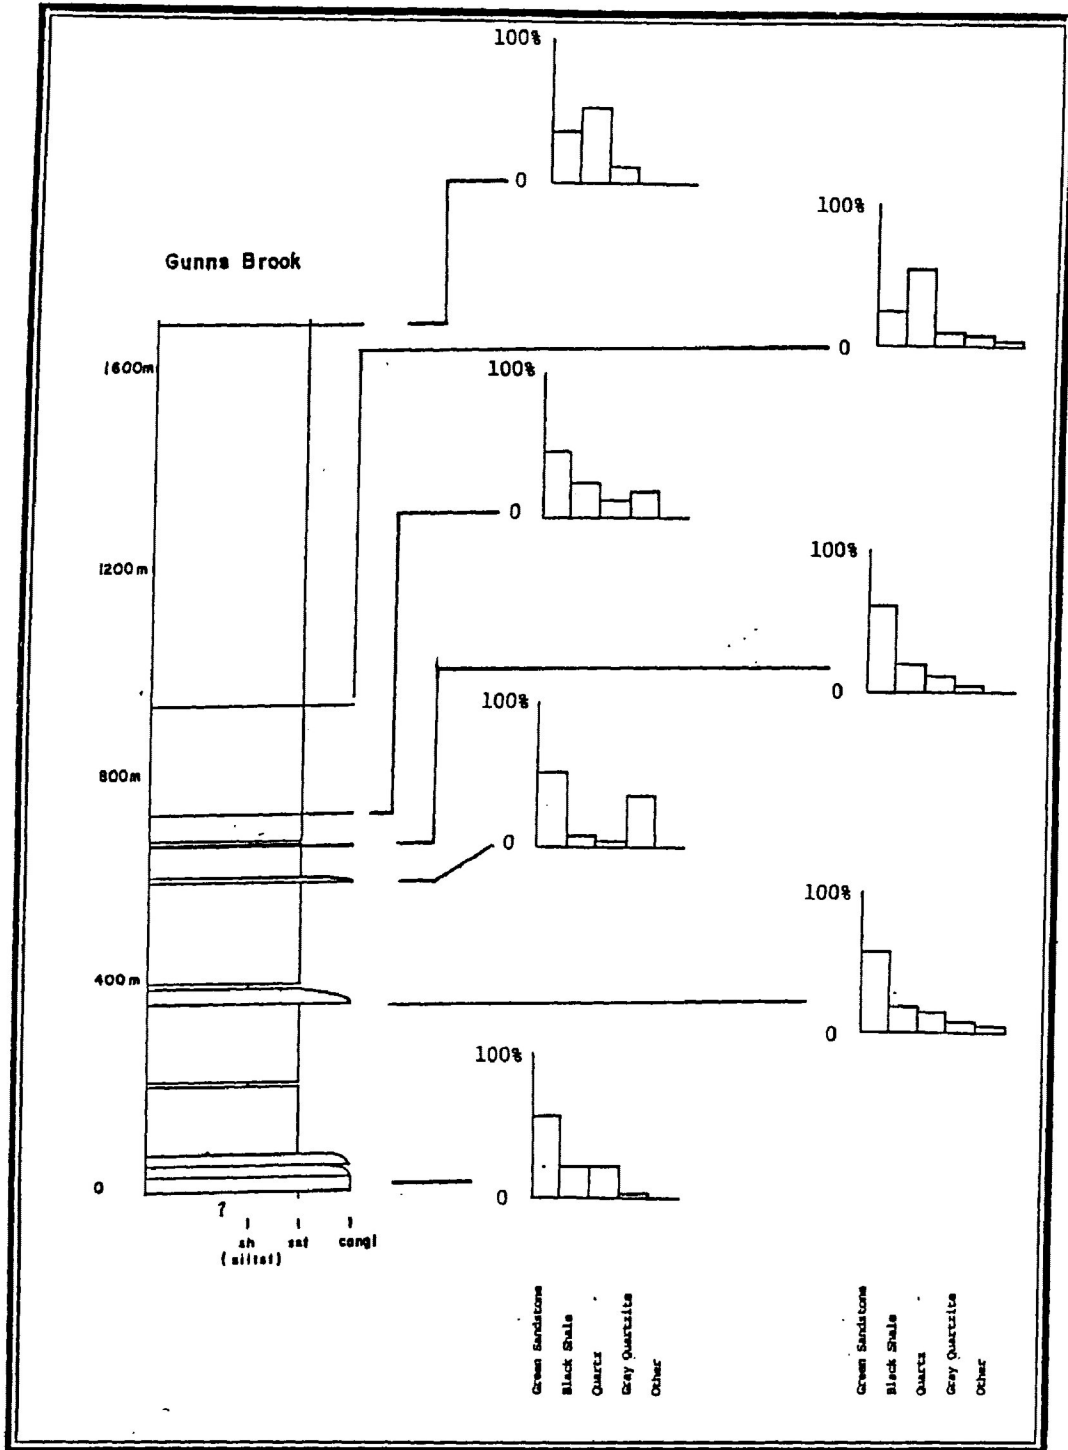 100%
0
100%
Gunns Brook
0
1600m
100%
0
100%
1200m
0
100%
800m
0
100%
400m
0
100%
0
0
?
sh
sst
congl
(siltst)
Green Sandstone
Black Shale
Quartz
Gray Quartzite
Other
Green Sandstone
Black Shale
Quartz
Gray Quartzite
Other